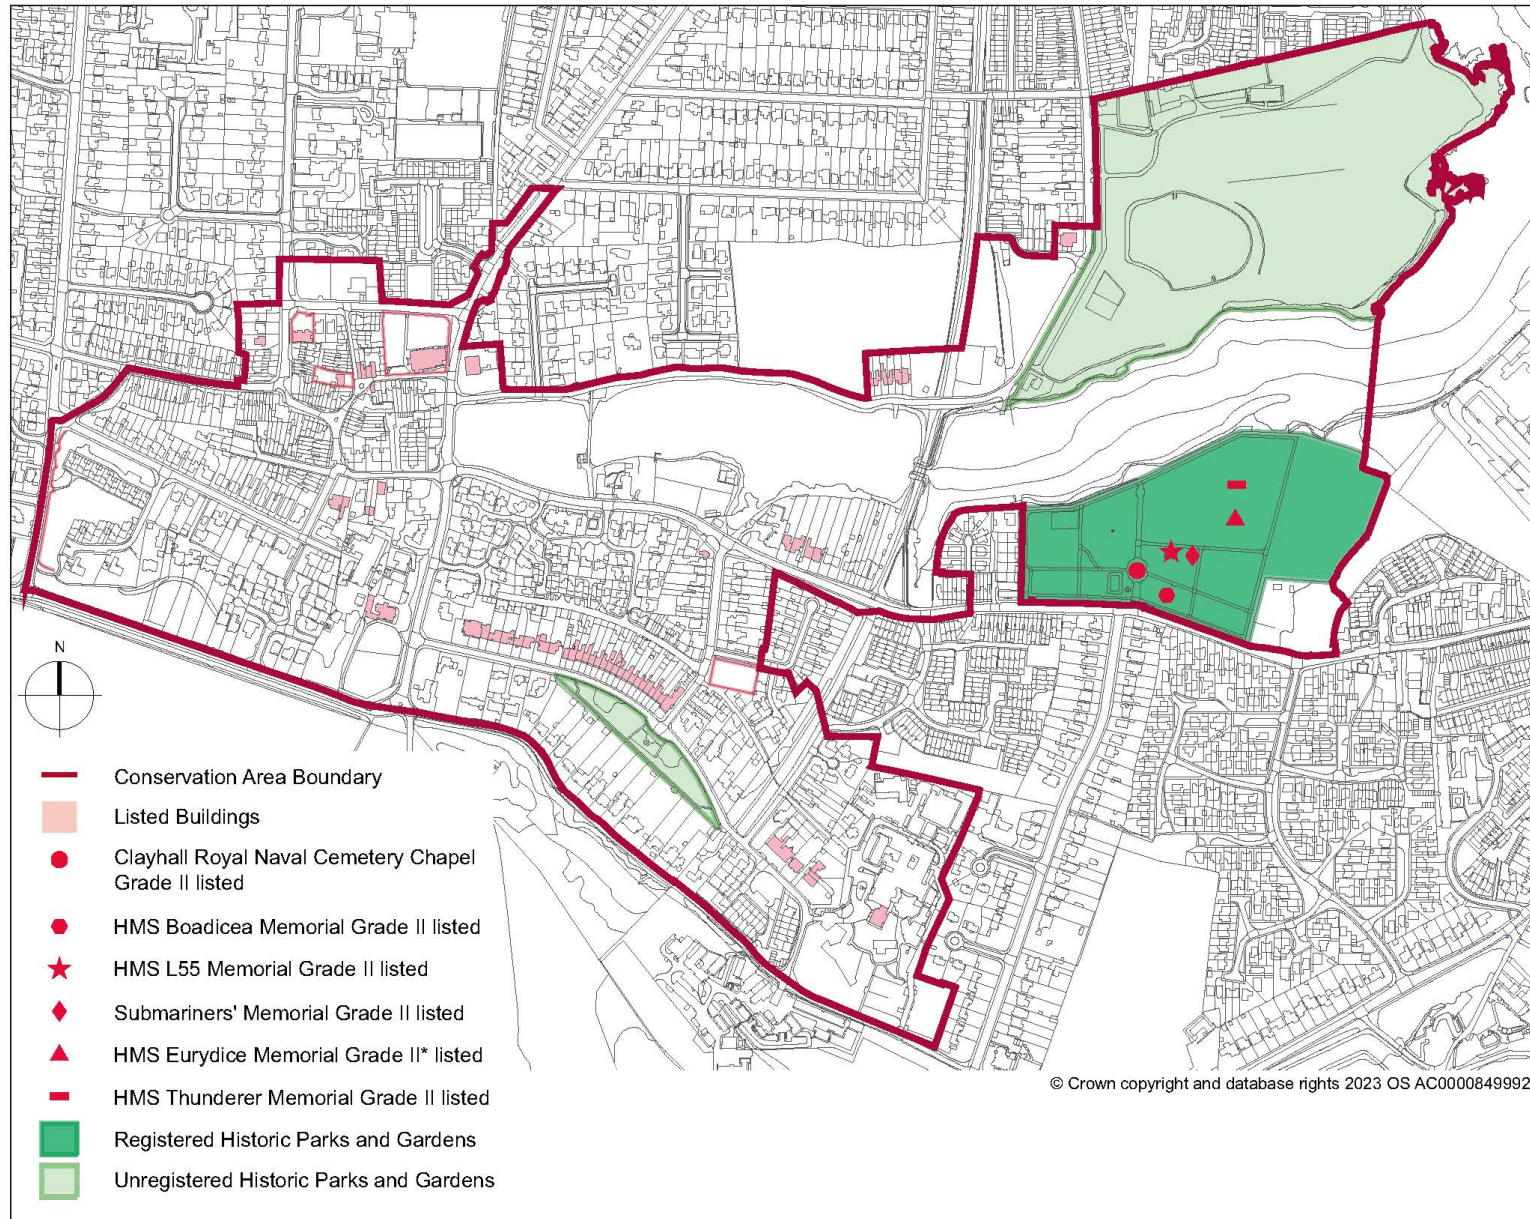 N
Conservation Area Boundary
Listed Buildings
Clayhall Royal Naval Cemetery Chapel
Grade II listed
HMS Boadicea Memorial Grade II listed
HMS L55 Memorial Grade II listed
Submariners' Memorial Grade II listed
HMS Eurydice Memorial Grade II* listed
HMS Thunderer Memorial Grade II listed
Registered Historic Parks and Gardens
Unregistered Historic Parks and Gardens
© Crown copyright and database rights 2023 OS AC0000849992